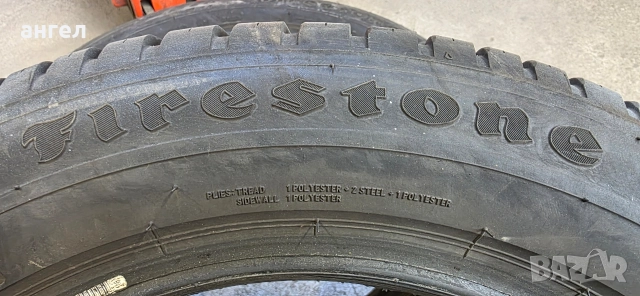 ангел
Firestone
PLIES: TREAD 1 POLYESTER + 2 STEEL + 1 POLYESTER
SIDEWALL 1 POLYESTER
BAZAR